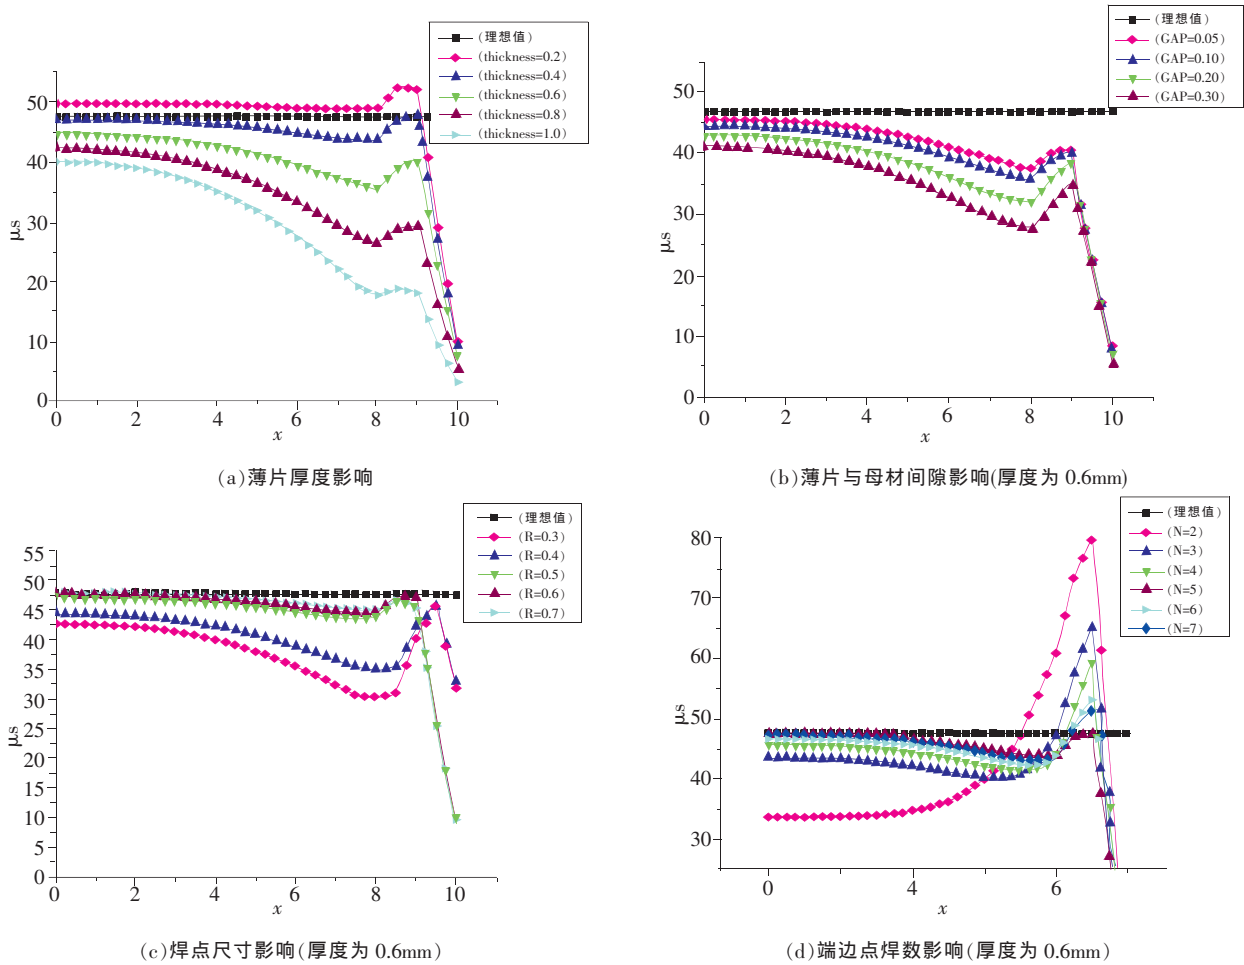 (理想值)
(thickness=0.2)
(thickness=0.4)
(thickness=0.6)
(thickness=0.8)
(thickness=1.0)
50
40
30
20
10
0
μs
0 2 4 6 8 10
x
(a)薄片厚度影响
(理想值)
(GAP=0.05)
(GAP=0.10)
(GAP=0.20)
(GAP=0.30)
50
40
30
20
10
0
μs
0 2 4 6 8 10
x
(b)薄片与母材间隙影响(厚度为 0.6mm)
(理想值)
(R=0.3)
(R=0.4)
(R=0.5)
(R=0.6)
(R=0.7)
55
50
45
40
35
30
25
20
15
10
5
0
μs
0 2 4 6 8 10
x
(c)焊点尺寸影响(厚度为 0.6mm)
(理想值)
(N=2)
(N=3)
(N=4)
(N=5)
(N=6)
(N=7)
80
70
60
50
40
30
μs
0 4 6
x
(d)端边点焊数影响(厚度为 0.6mm)